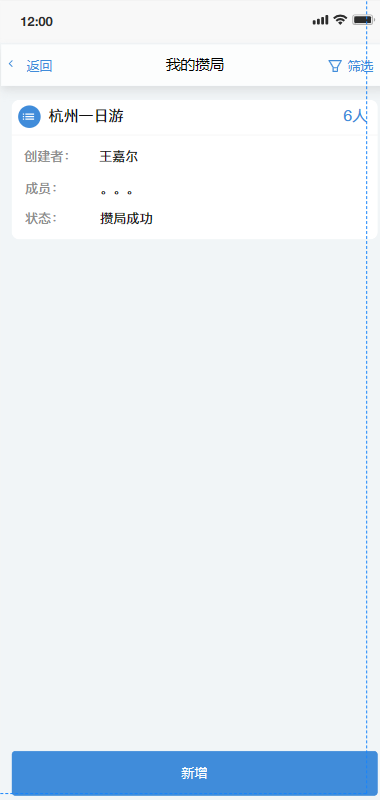 12:00
返回 我的攒局 筛选
杭州一日游 6人
创建者： 王嘉尔
成员： 。。。
状态： 攒局成功
新增